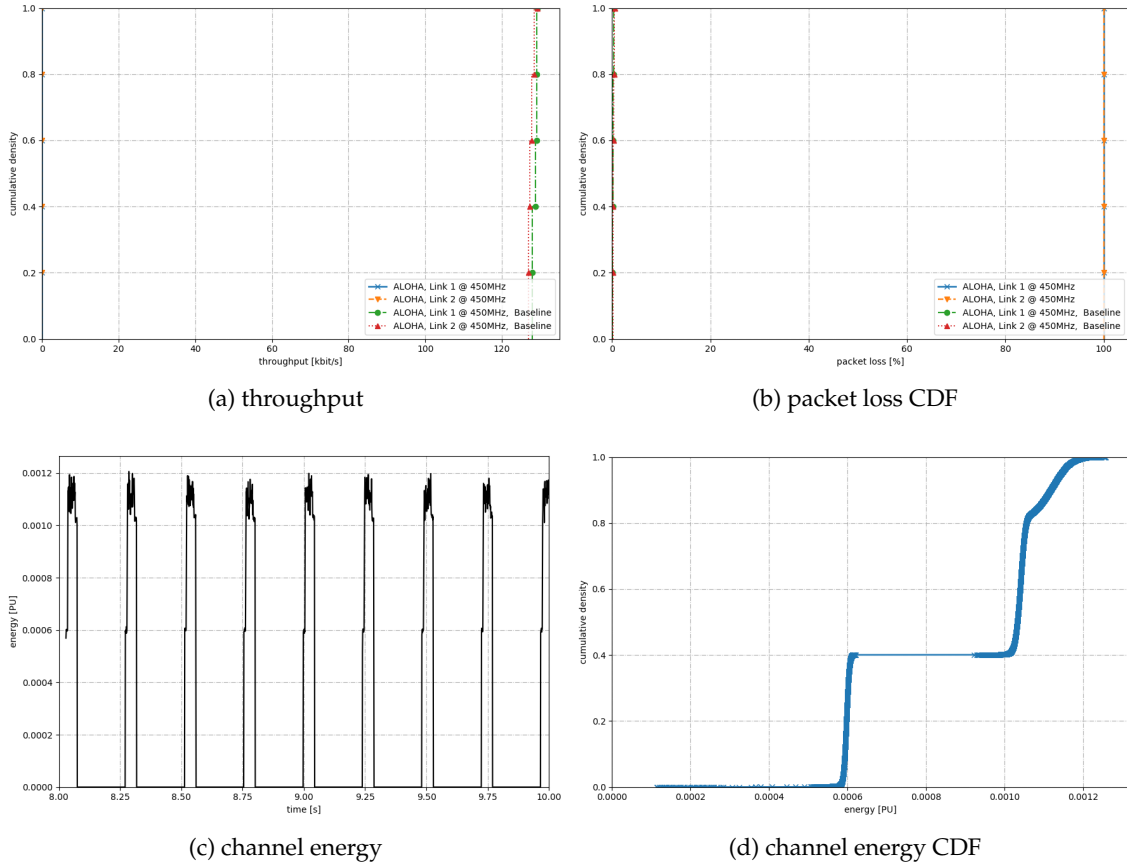 1.0
0.8
0.6
0.4
0.2
0.0
cumulative density
0 20 40 60 80 100 120
throughput [kbit/s]
ALOHA, Link 1 @ 450MHz
ALOHA, Link 2 @ 450MHz
ALOHA, Link 1 @ 450MHz, Baseline
ALOHA, Link 2 @ 450MHz, Baseline
(a) throughput
1.0
0.8
0.6
0.4
0.2
0.0
cumulative density
0 20 40 60 80 100
packet loss [%]
ALOHA, Link 1 @ 450MHz
ALOHA, Link 2 @ 450MHz
ALOHA, Link 1 @ 450MHz, Baseline
ALOHA, Link 2 @ 450MHz, Baseline
(b) packet loss CDF
0.0012
0.0010
0.0008
0.0006
0.0004
0.0002
0.0000
energy [PU]
8.00 8.25 8.50 8.75 9.00 9.25 9.50 9.75 10.00
time [s]
(c) channel energy
1.0
0.8
0.6
0.4
0.2
0.0
cumulative density
0.0000 0.0002 0.0004 0.0006 0.0008 0.0010 0.0012
energy [PU]
(d) channel energy CDF